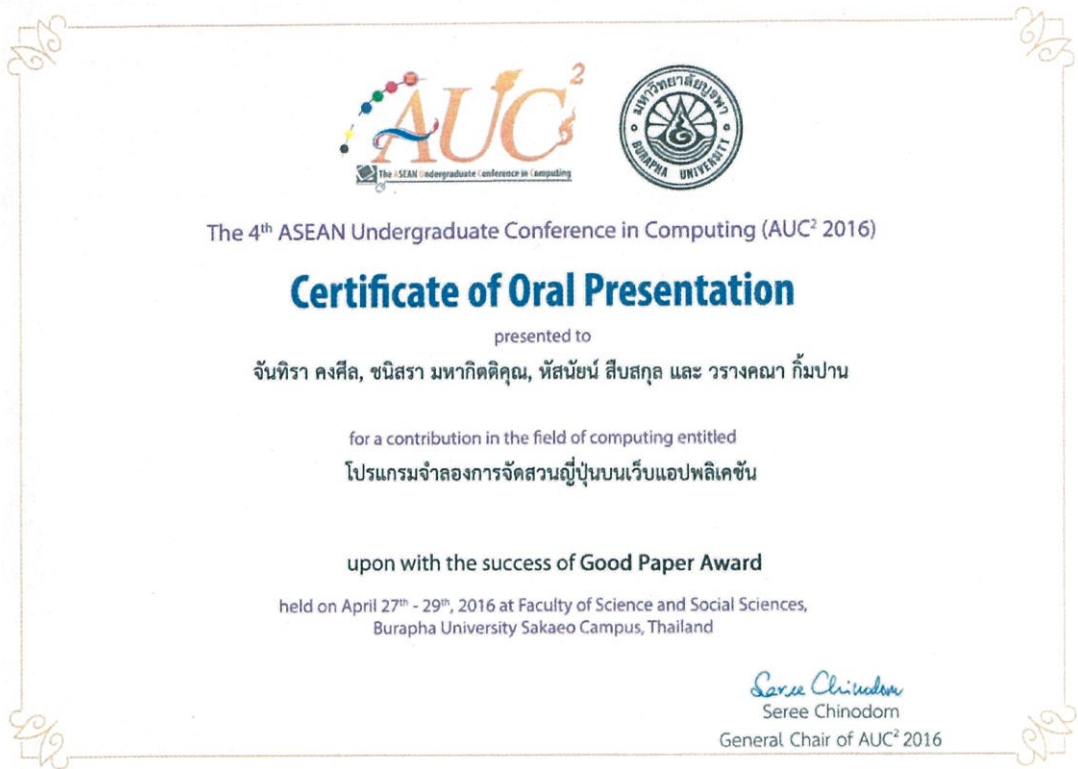 AUC²
The ASEAN Undergraduate Conference in Computing
มหาวิทยาลัยบูรพา
BURAPHA UNIVERSITY
The 4th ASEAN Undergraduate Conference in Computing (AUC² 2016)
Certificate of Oral Presentation
presented to
จันทิรา คงศีล, ชนิสรา มหากิตติคุณ, หัสนัยน์ สืบสกุล และ วรางคณา กิ้มปาน
for a contribution in the field of computing entitled
โปรแกรมจำลองการจัดสวนญี่ปุ่นบนเว็บแอปพลิเคชัน
upon with the success of Good Paper Award
held on April 27th - 29th, 2016 at Faculty of Science and Social Sciences,
Burapha University Sakaeo Campus, Thailand
Seree Chinodom
Seree Chinodom
General Chair of AUC² 2016